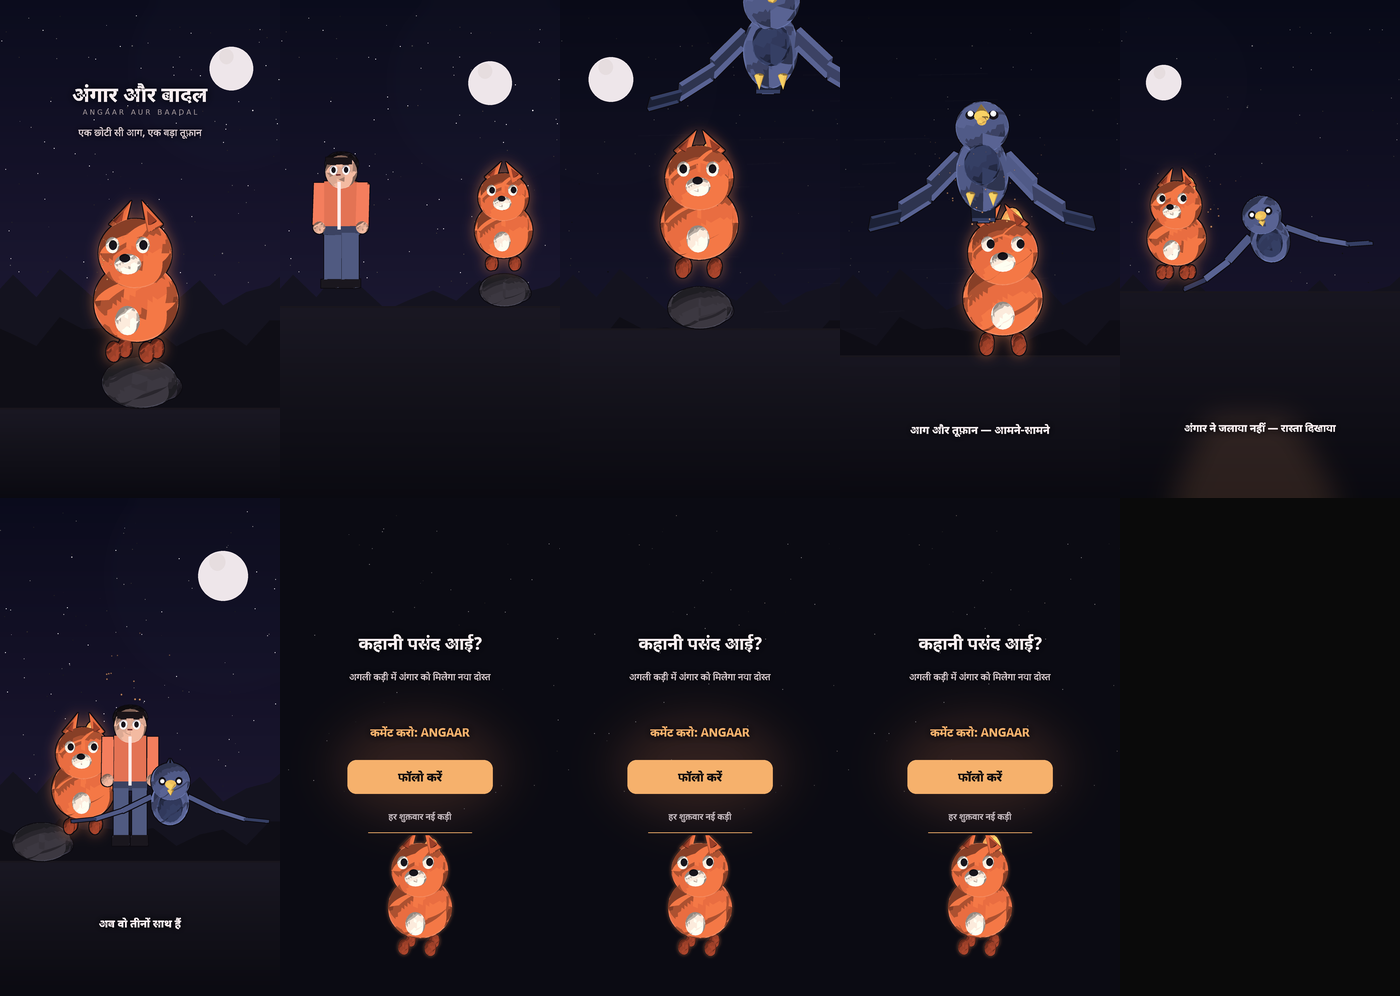 अंगार और बादल
ANGAAR AUR BAADAL
एक छोटी सी आग, एक बड़ा तूफ़ान
आग और तूफ़ान — आमने-सामने
अंगार ने जलाया नहीं — रास्ता दिखाया
अब वो तीनों साथ हैं
कहानी पसंद आई?
अगली कड़ी में अंगार को मिलेगा नया दोस्त
कमेंट करो: ANGAAR
फॉलो करें
हर शुक्रवार नई कड़ी
कहानी पसंद आई?
अगली कड़ी में अंगार को मिलेगा नया दोस्त
कमेंट करो: ANGAAR
फॉलो करें
हर शुक्रवार नई कड़ी
कहानी पसंद आई?
अगली कड़ी में अंगार को मिलेगा नया दोस्त
कमेंट करो: ANGAAR
फॉलो करें
हर शुक्रवार नई कड़ी